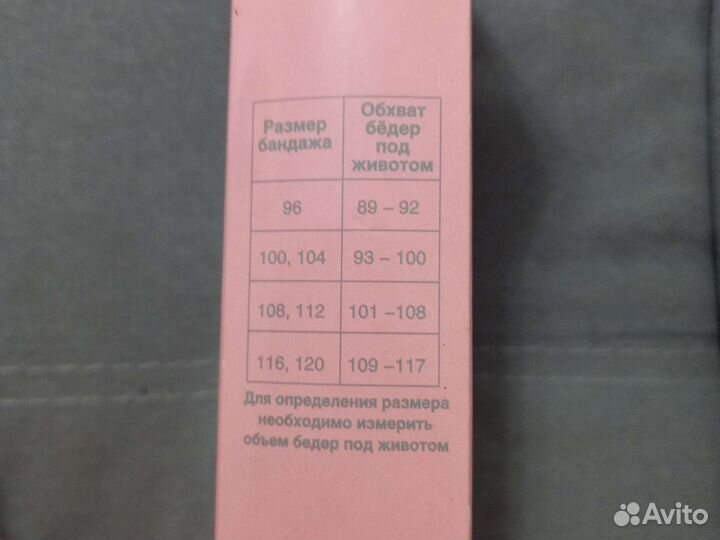 Размер
бандажа
Обхват
бёдер
под
животом
96
89 – 92
100, 104
93 – 100
108, 112
101 –108
116, 120
109 –117
Для определения размера
необходимо измерить
объем бедер под животом
Avito